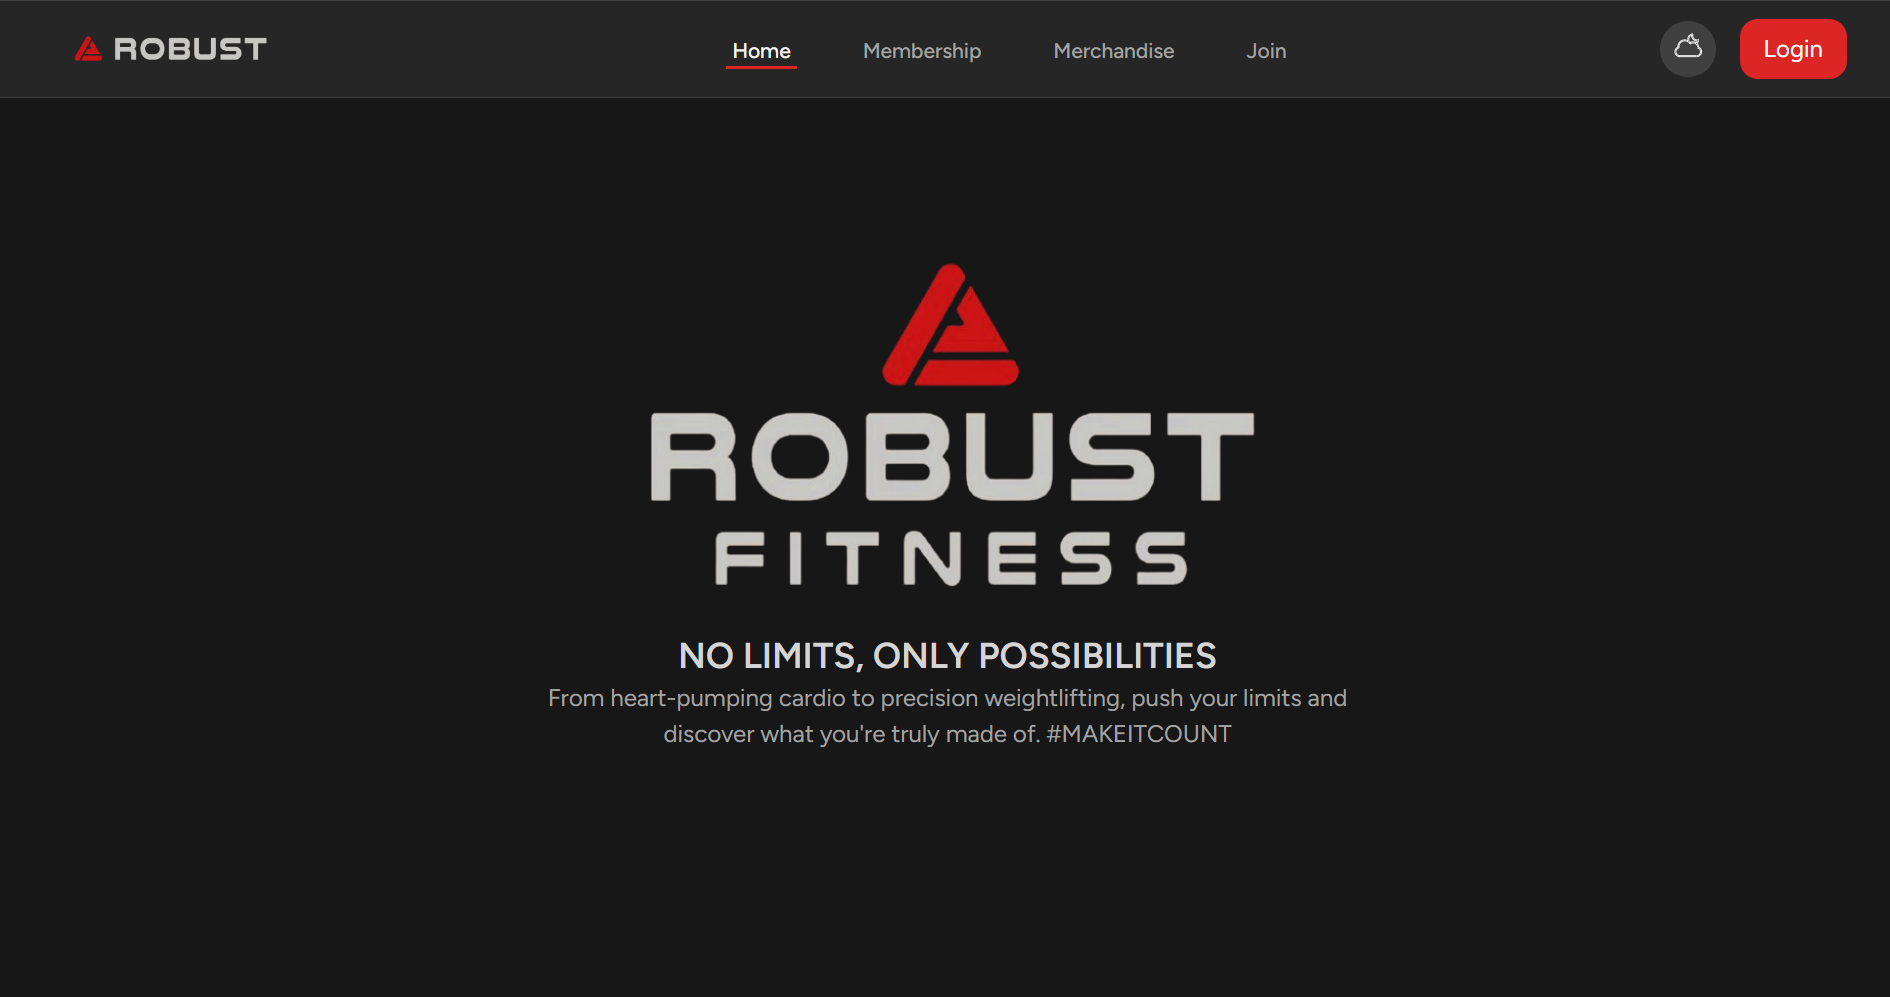 ROBUST
Home Membership Merchandise Join
Login
ROBUST
FITNESS
NO LIMITS, ONLY POSSIBILITIES
From heart-pumping cardio to precision weightlifting, push your limits and
discover what you're truly made of. #MAKEITCOUNT